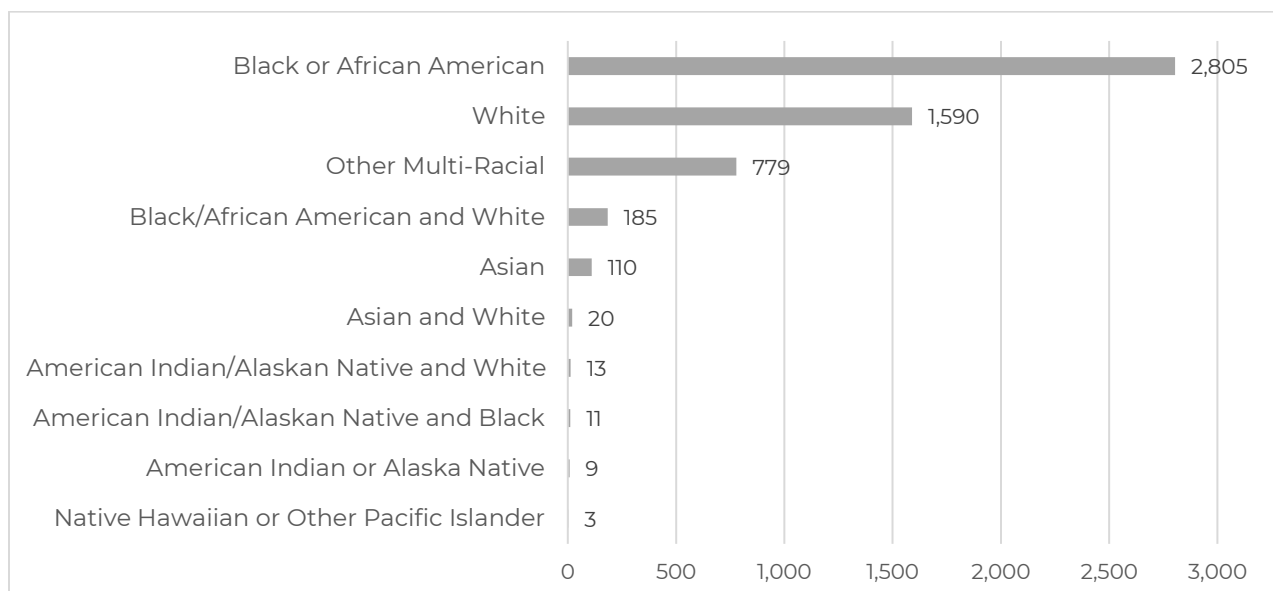 Black or African American 2,805
White 1,590
Other Multi-Racial 779
Black/African American and White 185
Asian 110
Asian and White 20
American Indian/Alaskan Native and White 13
American Indian/Alaskan Native and Black 11
American Indian or Alaska Native 9
Native Hawaiian or Other Pacific Islander 3
0 500 1,000 1,500 2,000 2,500 3,000